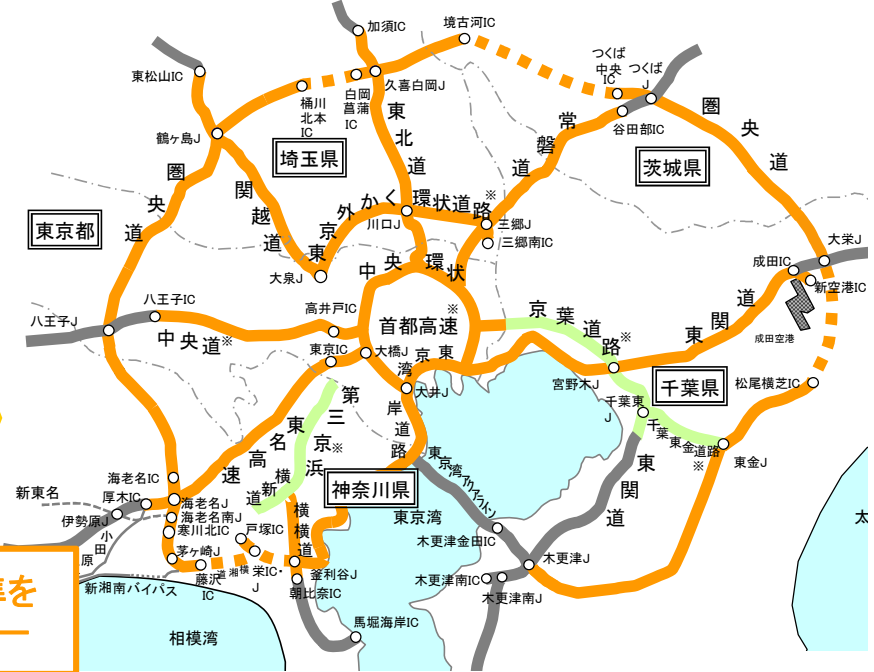 加須IC
境古河IC
東松山IC
桶川
北本
IC
白岡
菖蒲
IC
久喜白岡J
つくば
中央
IC
つくば
J
谷田部IC
鶴ヶ島J
埼玉県
東北道
常磐道
圏央道
茨城県
圏央道
関越道
東京外かく環状道路※
川口J
三郷J
三郷南IC
東京都
大泉J
中央環状
大栄J
成田IC
新空港IC
成田空港
八王子J
八王子IC
高井戸IC
中央道※
首都高速※
京葉道路※
東関道
東京IC
大橋J
東京湾岸道路
大井J
宮野木J
千葉県
松尾横芝IC
千葉東
J
千葉東金道路※
東金J
第三京浜※
東名高速
横浜新道
神奈川県
東京湾アクアライン
東関道
海老名IC
厚木IC
新東名
海老名J
海老名南J
伊勢原J
寒川北IC
小田原
茅ヶ崎J
戸塚IC
横横道
東京湾
木更津金田IC
木更津J
木更津南IC
木更津南J
藤沢
IC
横湘道
栄IC・
J
釜利谷J
朝比奈IC
新湘南バイパス
馬堀海岸IC
相模湾
太
準を